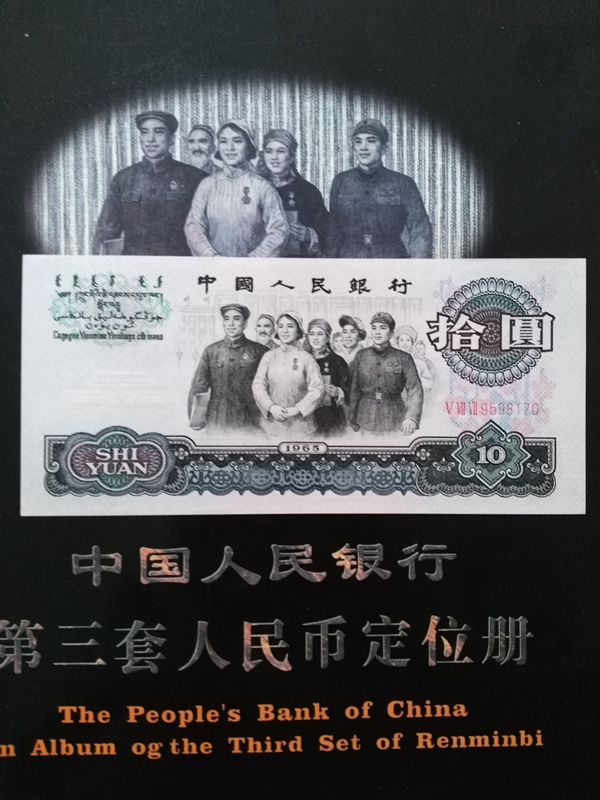 中國人民銀行
拾圓
Ⅴ Ⅷ Ⅶ 9598170
1965
SHI
YUAN
10
中国人民银行
第三套人民币定位册
The People's Bank of China
n Album og the Third Set of Renminbi